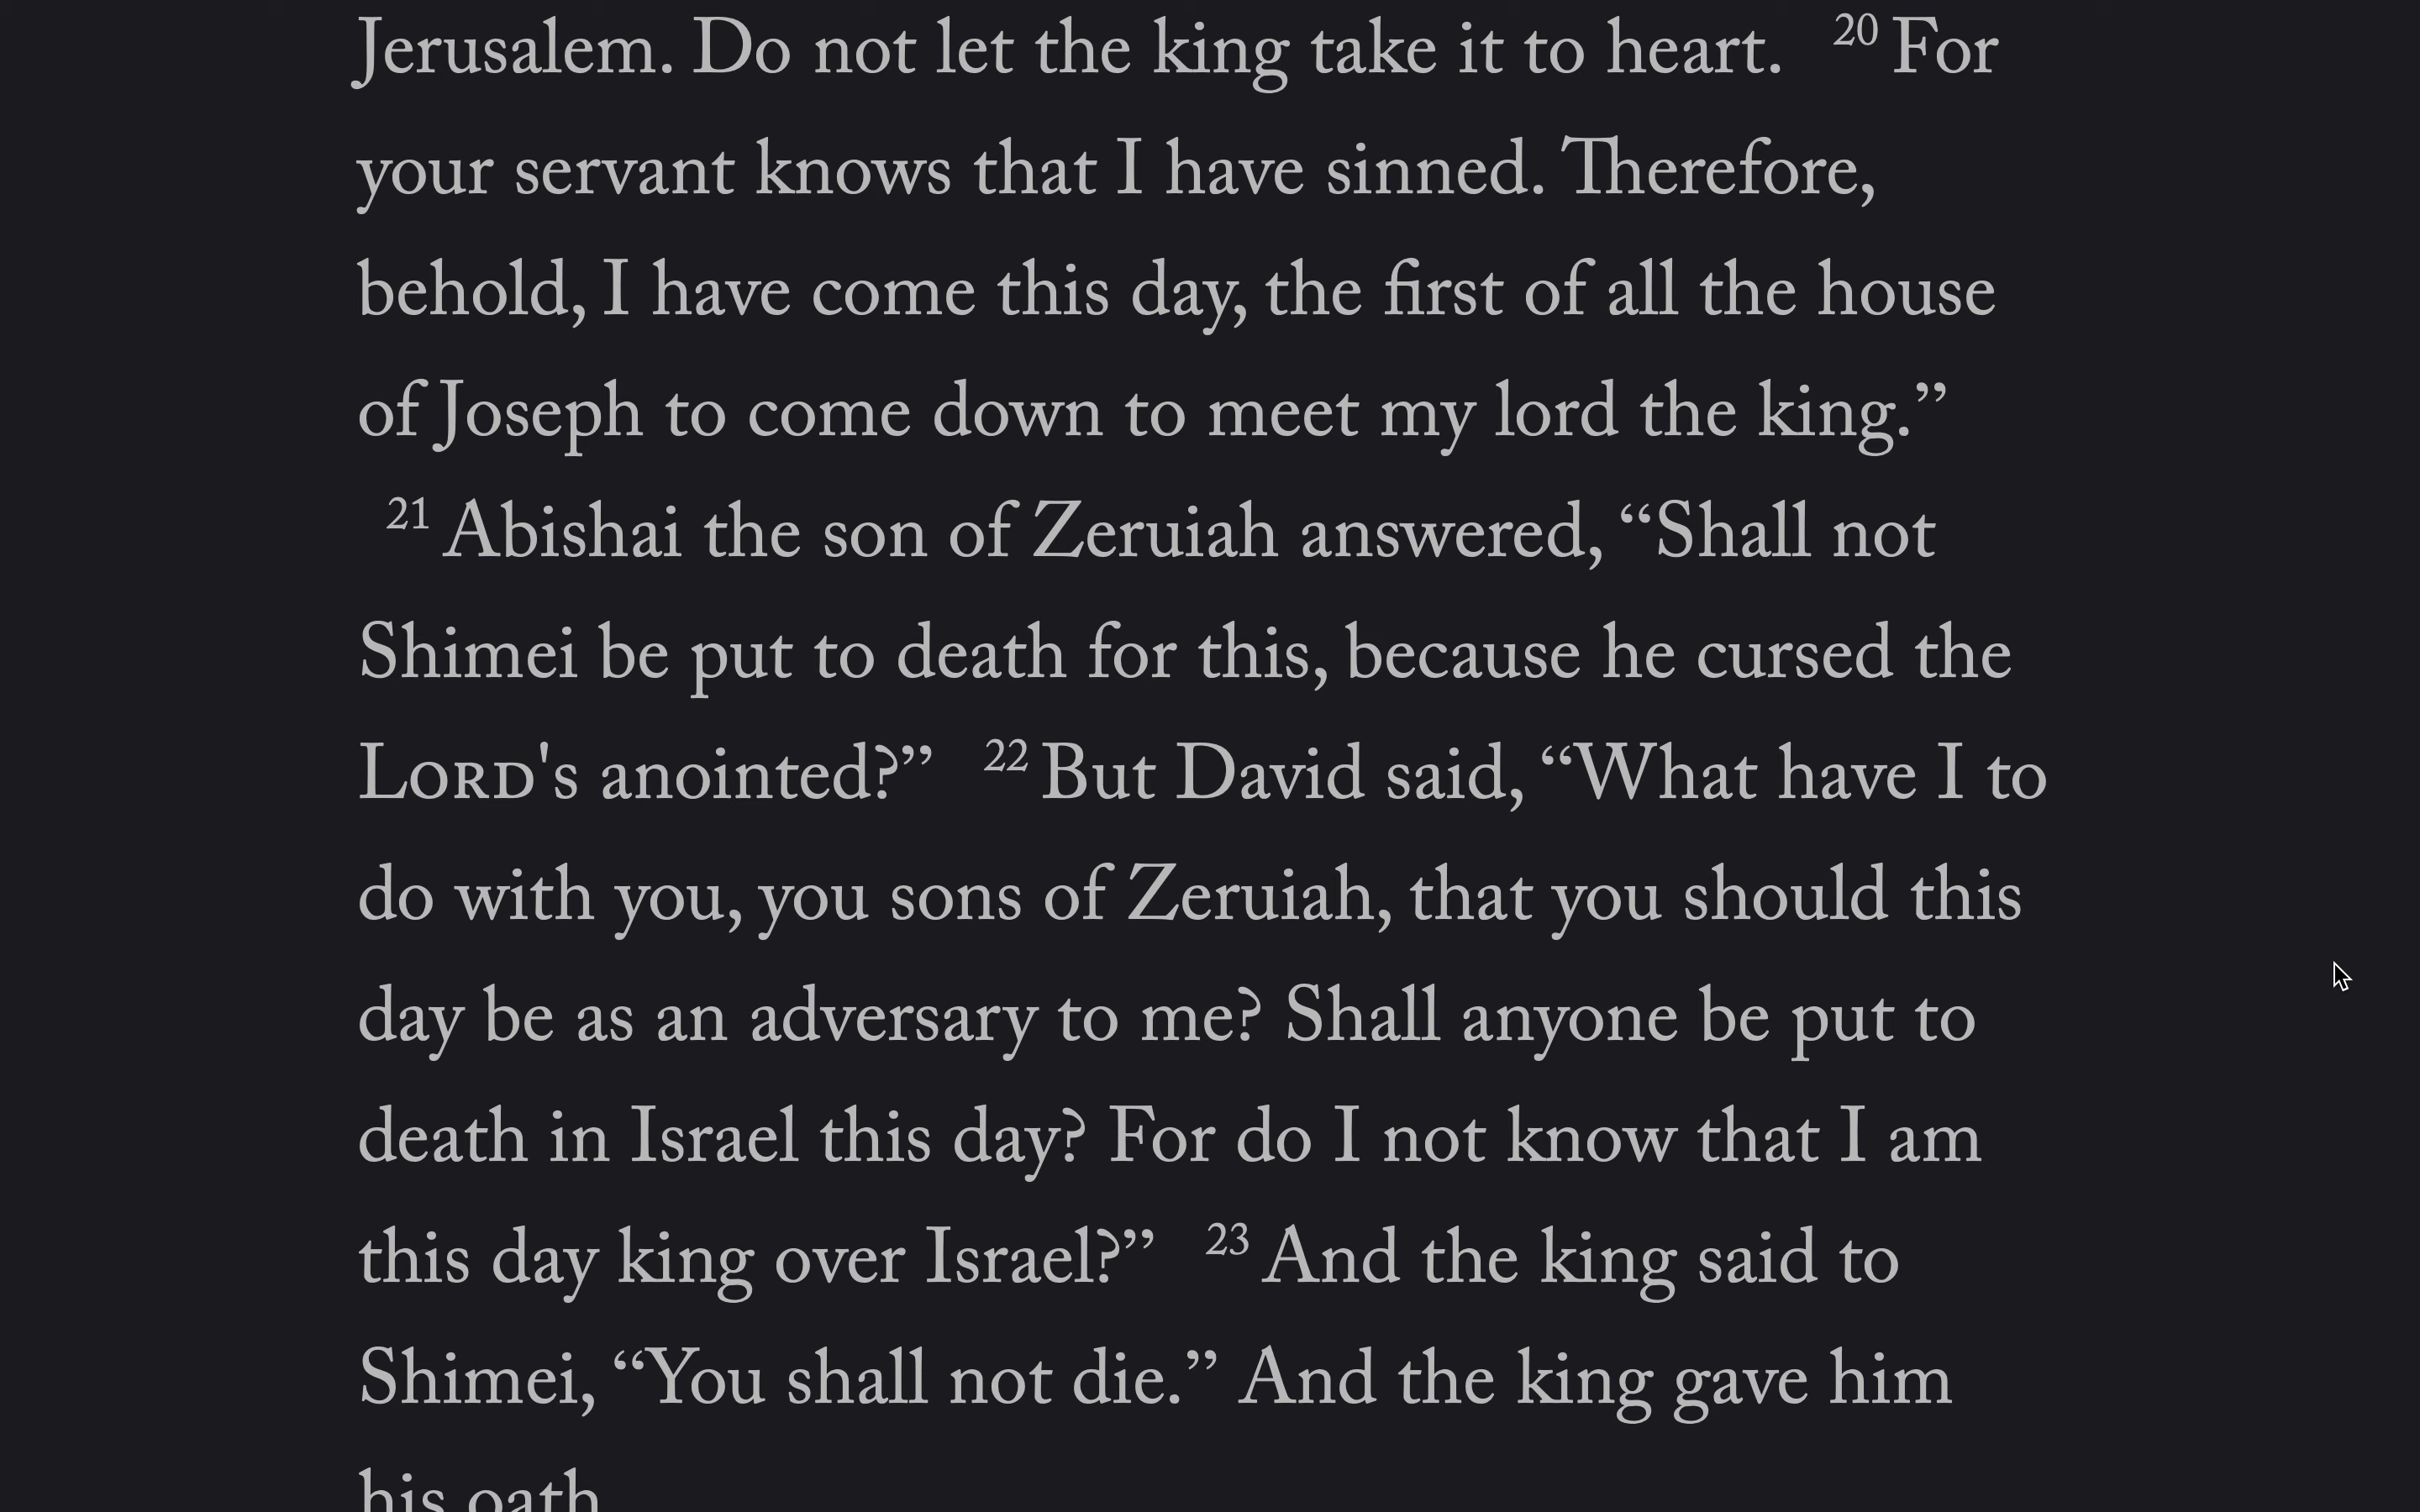 Jerusalem. Do not let the king take it to heart. 20 For
your servant knows that I have sinned. Therefore,
behold, I have come this day, the first of all the house
of Joseph to come down to meet my lord the king.”
21 Abishai the son of Zeruiah answered, “Shall not
Shimei be put to death for this, because he cursed the
LORD's anointed?” 22 But David said, “What have I to
do with you, you sons of Zeruiah, that you should this
day be as an adversary to me? Shall anyone be put to
death in Israel this day? For do I not know that I am
this day king over Israel?” 23 And the king said to
Shimei, “You shall not die.” And the king gave him
his oath